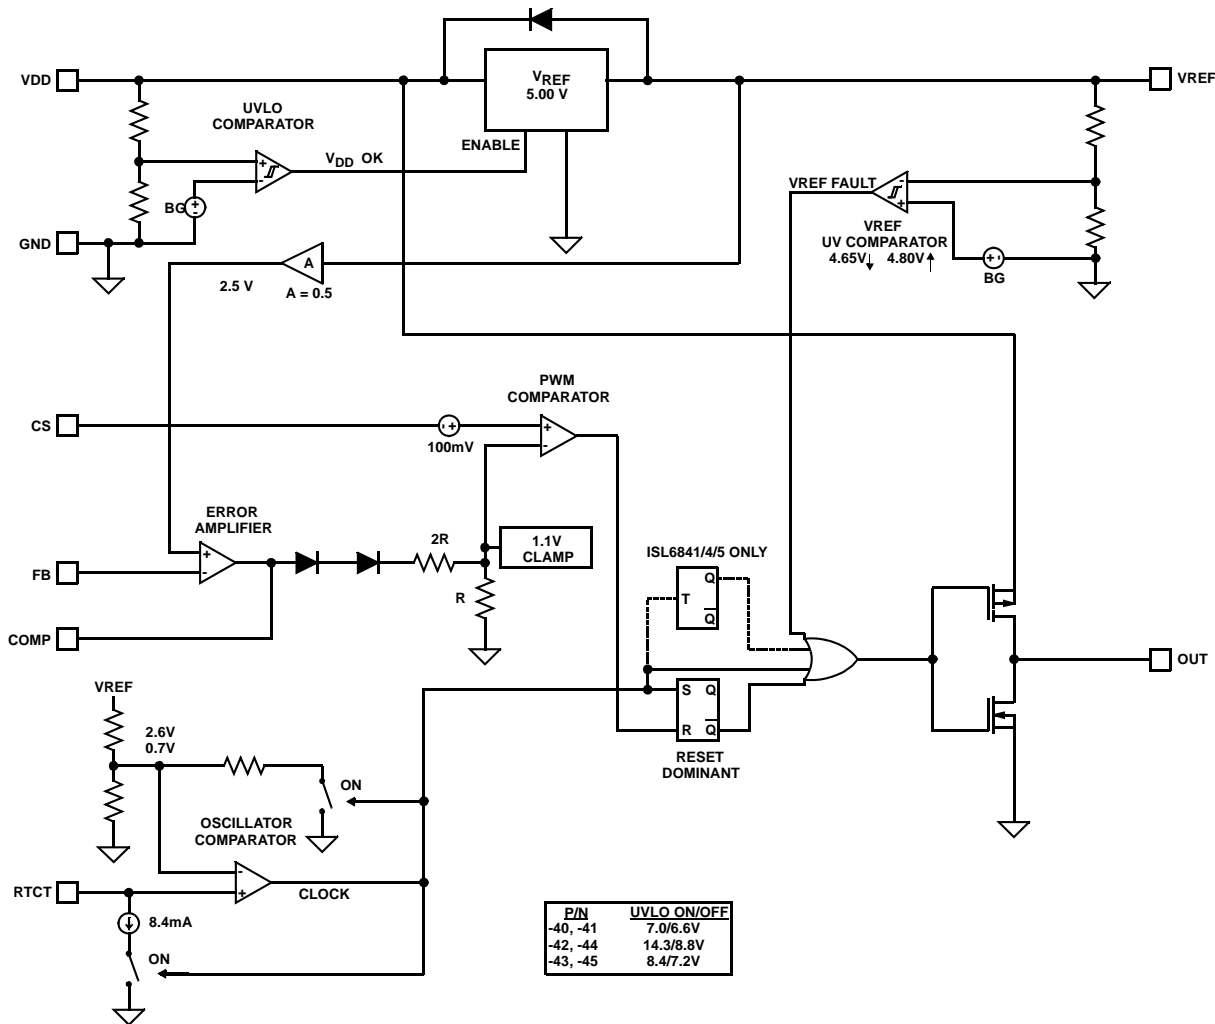 VDD
VREF
5.00 V
VREF
UVLO
COMPARATOR
ENABLE
+
-
VDD OK
VREF FAULT
-
+
BG
+
-
VREF
UV COMPARATOR
4.65V 4.80V
+ -
BG
GND
A
2.5 V
A = 0.5
PWM
COMPARATOR
CS
- +
100mV
+
-
ERROR
AMPLIFIER
2R
1.1V
CLAMP
ISL6841/4/5 ONLY
+
-
FB
R
T
Q
Q
COMP
OUT
VREF
S Q
R Q
RESET
DOMINANT
2.6V
0.7V
ON
OSCILLATOR
COMPARATOR
-
+
RTCT
CLOCK
8.4mA
ON
P/N UVLO ON/OFF
-40, -41 7.0/6.6V
-42, -44 14.3/8.8V
-43, -45 8.4/7.2V